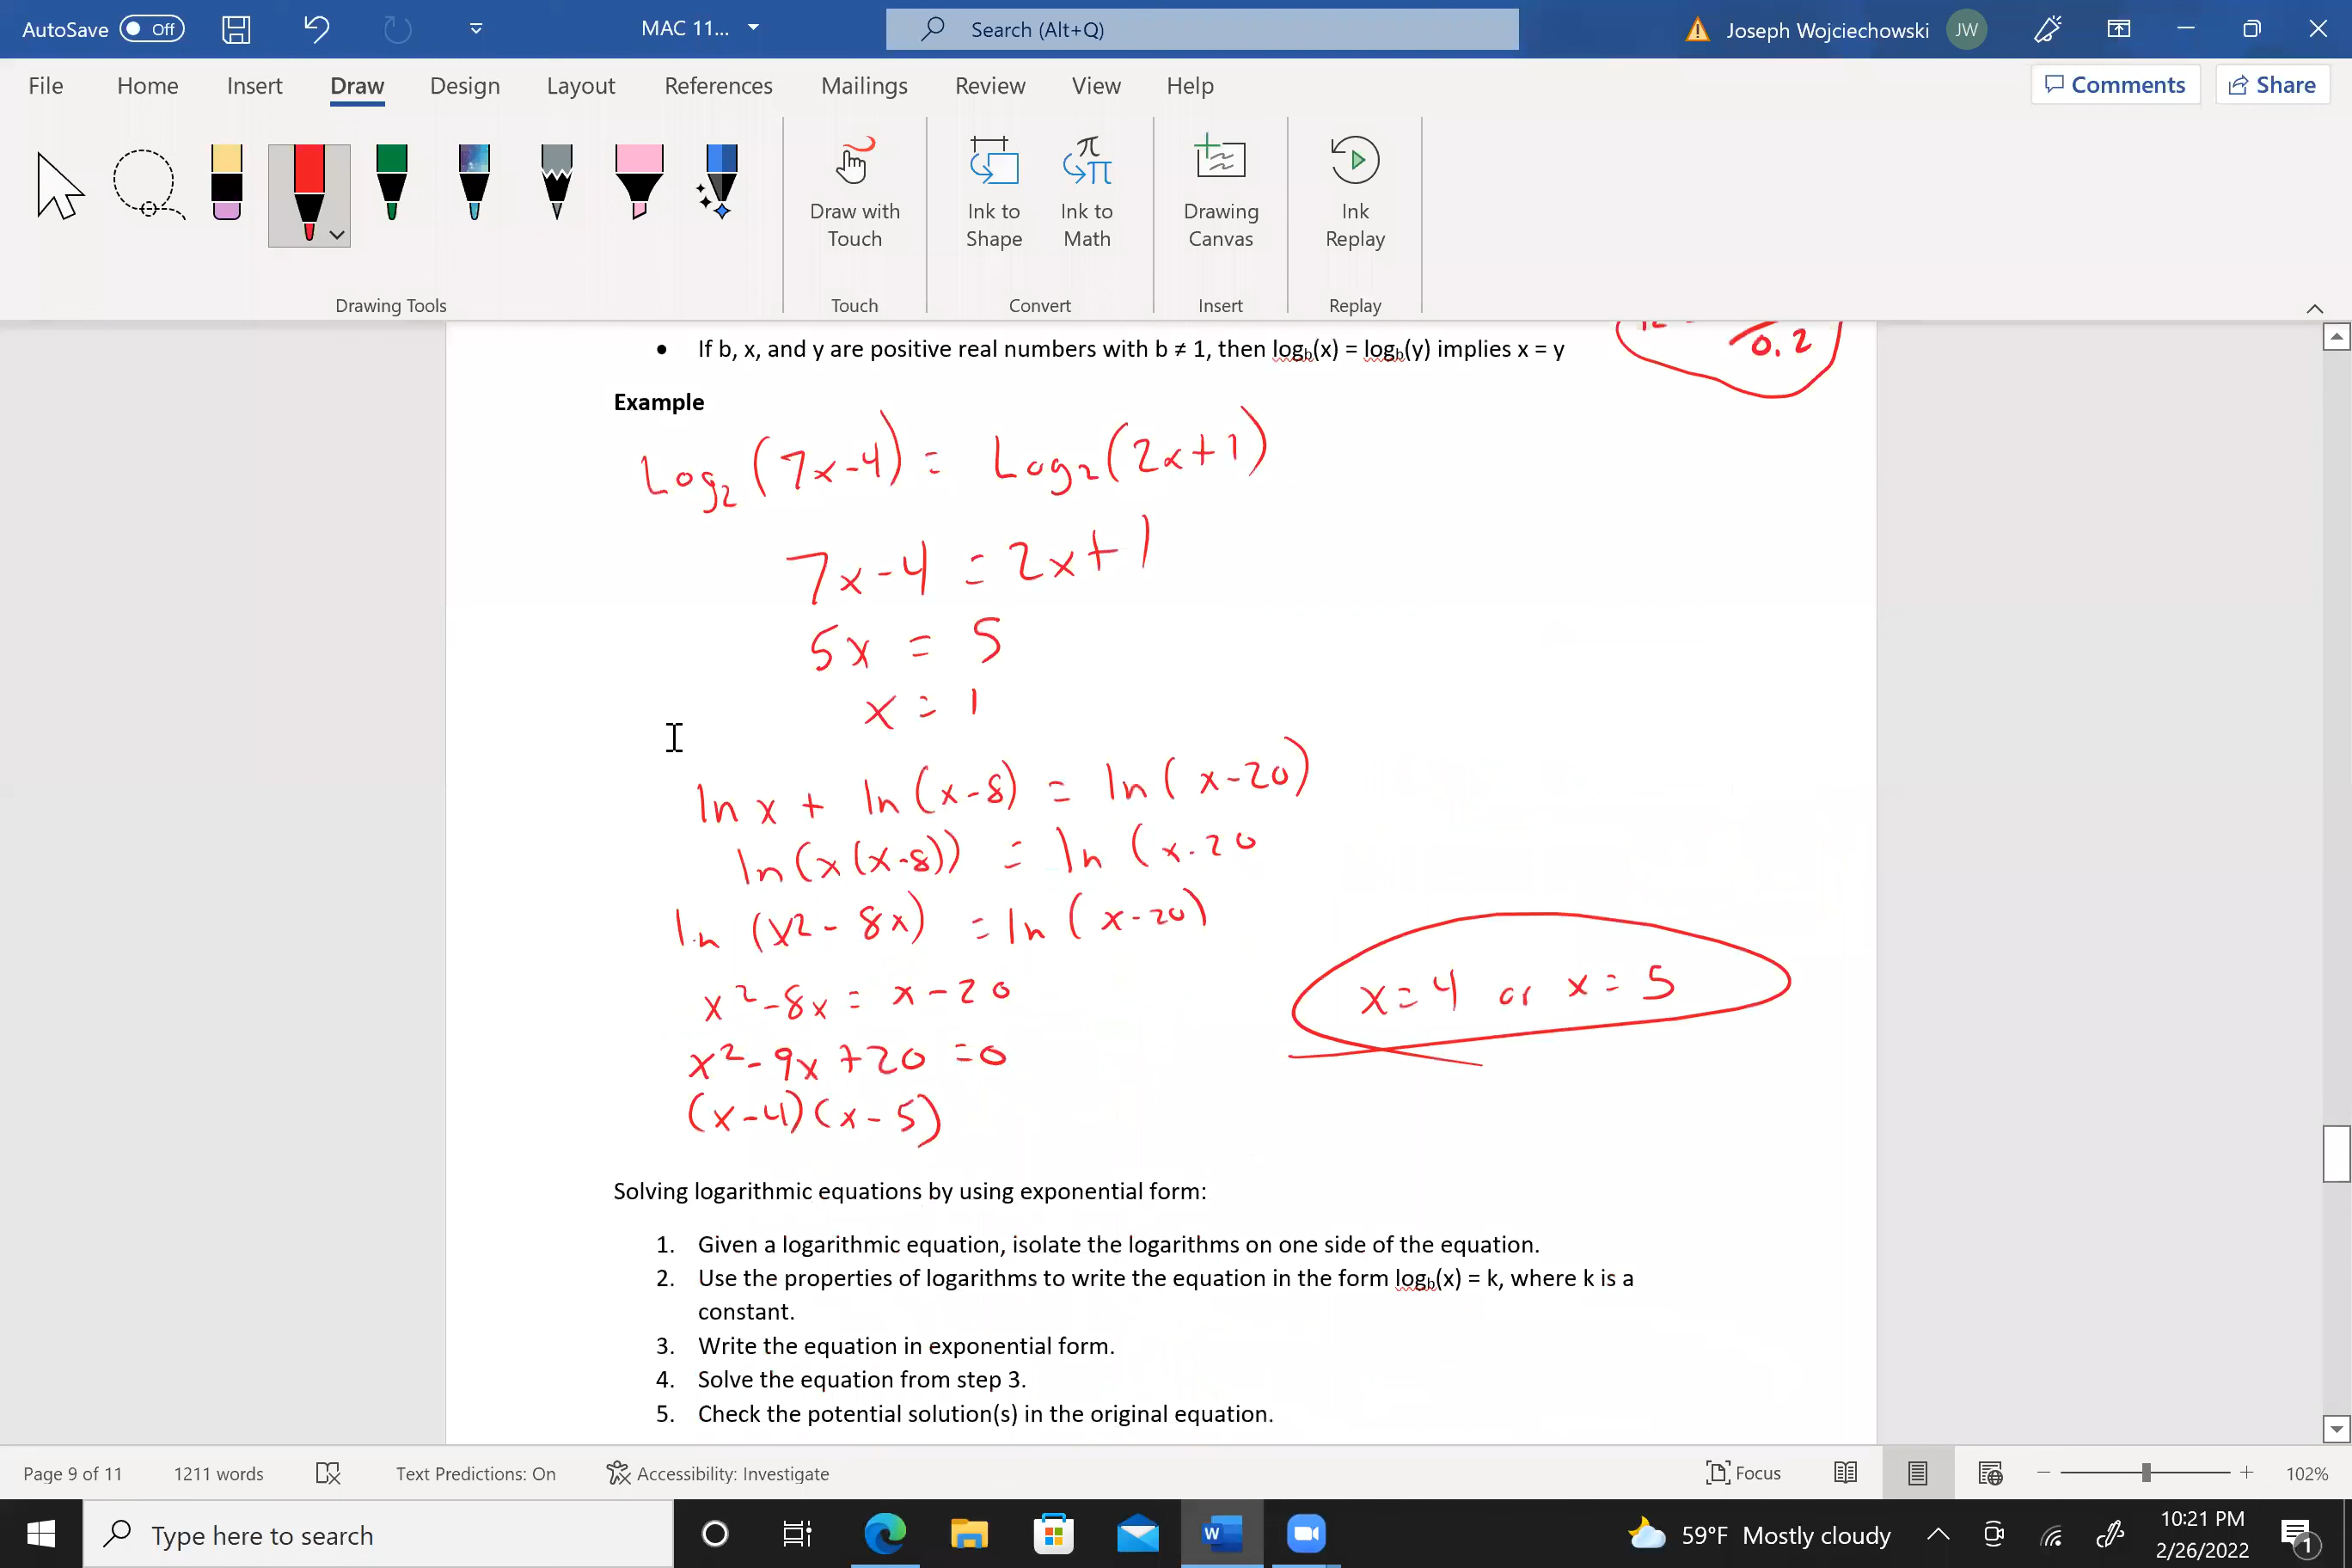 AutoSave Off MAC 11... Search (Alt+Q) Joseph Wojciechowski JW
File Home Insert Draw Design Layout References Mailings Review View Help Comments Share
Draw with Touch
Ink to Shape
Ink to Math
Drawing Canvas
Ink Replay
Drawing Tools Touch Convert Insert Replay
• If b, x, and y are positive real numbers with b ≠ 1, then log_b(x) = log_b(y) implies x = y
0.2
Example
Log₂(7x-4) = Log₂(2x+1)
7x-4 = 2x+1
5x = 5
x = 1
ln x + ln(x-8) = ln(x-20)
ln(x(x-8)) = ln(x-20
ln(x²-8x) = ln(x-20)
x²-8x = x-20
x=4 or x=5
x²-9x+20=0
(x-4)(x-5)
Solving logarithmic equations by using exponential form:
1. Given a logarithmic equation, isolate the logarithms on one side of the equation.
2. Use the properties of logarithms to write the equation in the form log_b(x) = k, where k is a
constant.
3. Write the equation in exponential form.
4. Solve the equation from step 3.
5. Check the potential solution(s) in the original equation.
Page 9 of 11 1211 words Text Predictions: On Accessibility: Investigate Focus 102%
Type here to search 59°F Mostly cloudy 10:21 PM
2/26/2022 1